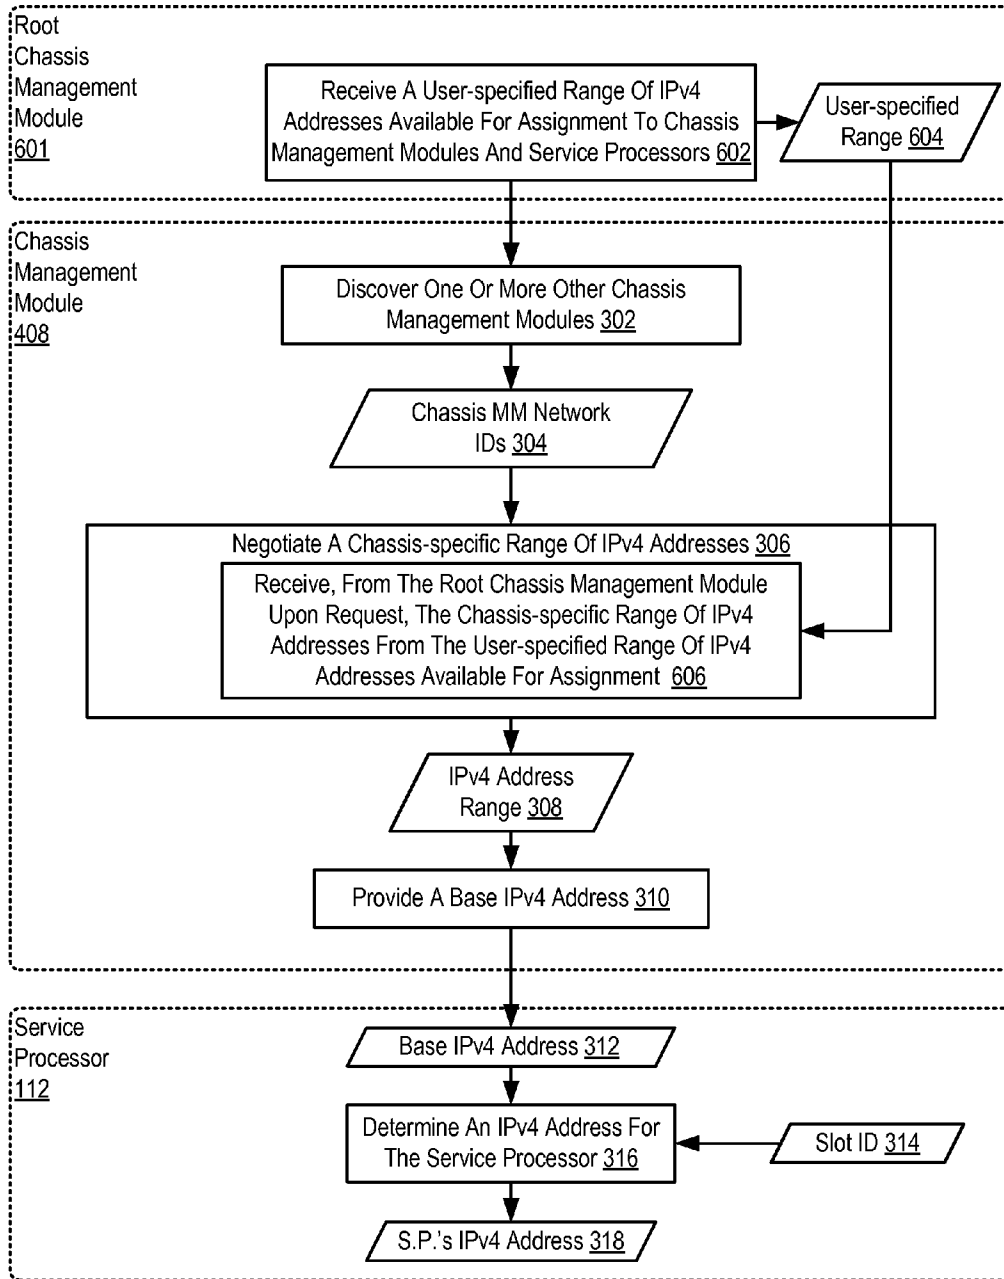 Root
Chassis
Management
Module
601
Receive A User-specified Range Of IPv4
Addresses Available For Assignment To Chassis
Management Modules And Service Processors 602
User-specified
Range 604
Chassis
Management
Module
408
Discover One Or More Other Chassis
Management Modules 302
Chassis MM Network
IDs 304
Negotiate A Chassis-specific Range Of IPv4 Addresses 306
Receive, From The Root Chassis Management Module
Upon Request, The Chassis-specific Range Of IPv4
Addresses From The User-specified Range Of IPv4
Addresses Available For Assignment 606
IPv4 Address
Range 308
Provide A Base IPv4 Address 310
Service
Processor
112
Base IPv4 Address 312
Determine An IPv4 Address For
The Service Processor 316
Slot ID 314
S.P.'s IPv4 Address 318